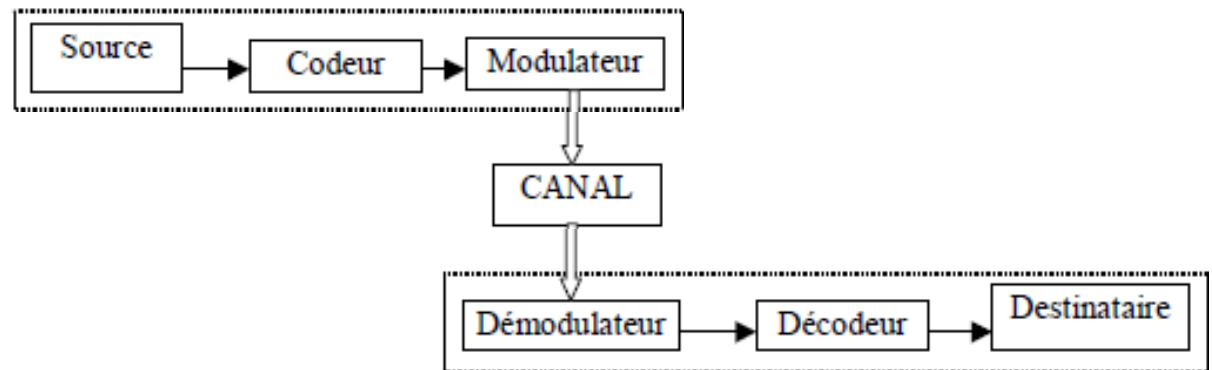 Source
Codeur
Modulateur
CANAL
Démodulateur
Décodeur
Destinataire